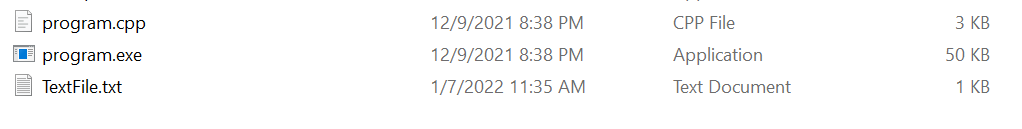 program.cpp 12/9/2021 8:38 PM CPP File 3 KB
program.exe 12/9/2021 8:38 PM Application 50 KB
TextFile.txt 1/7/2022 11:35 AM Text Document 1 KB